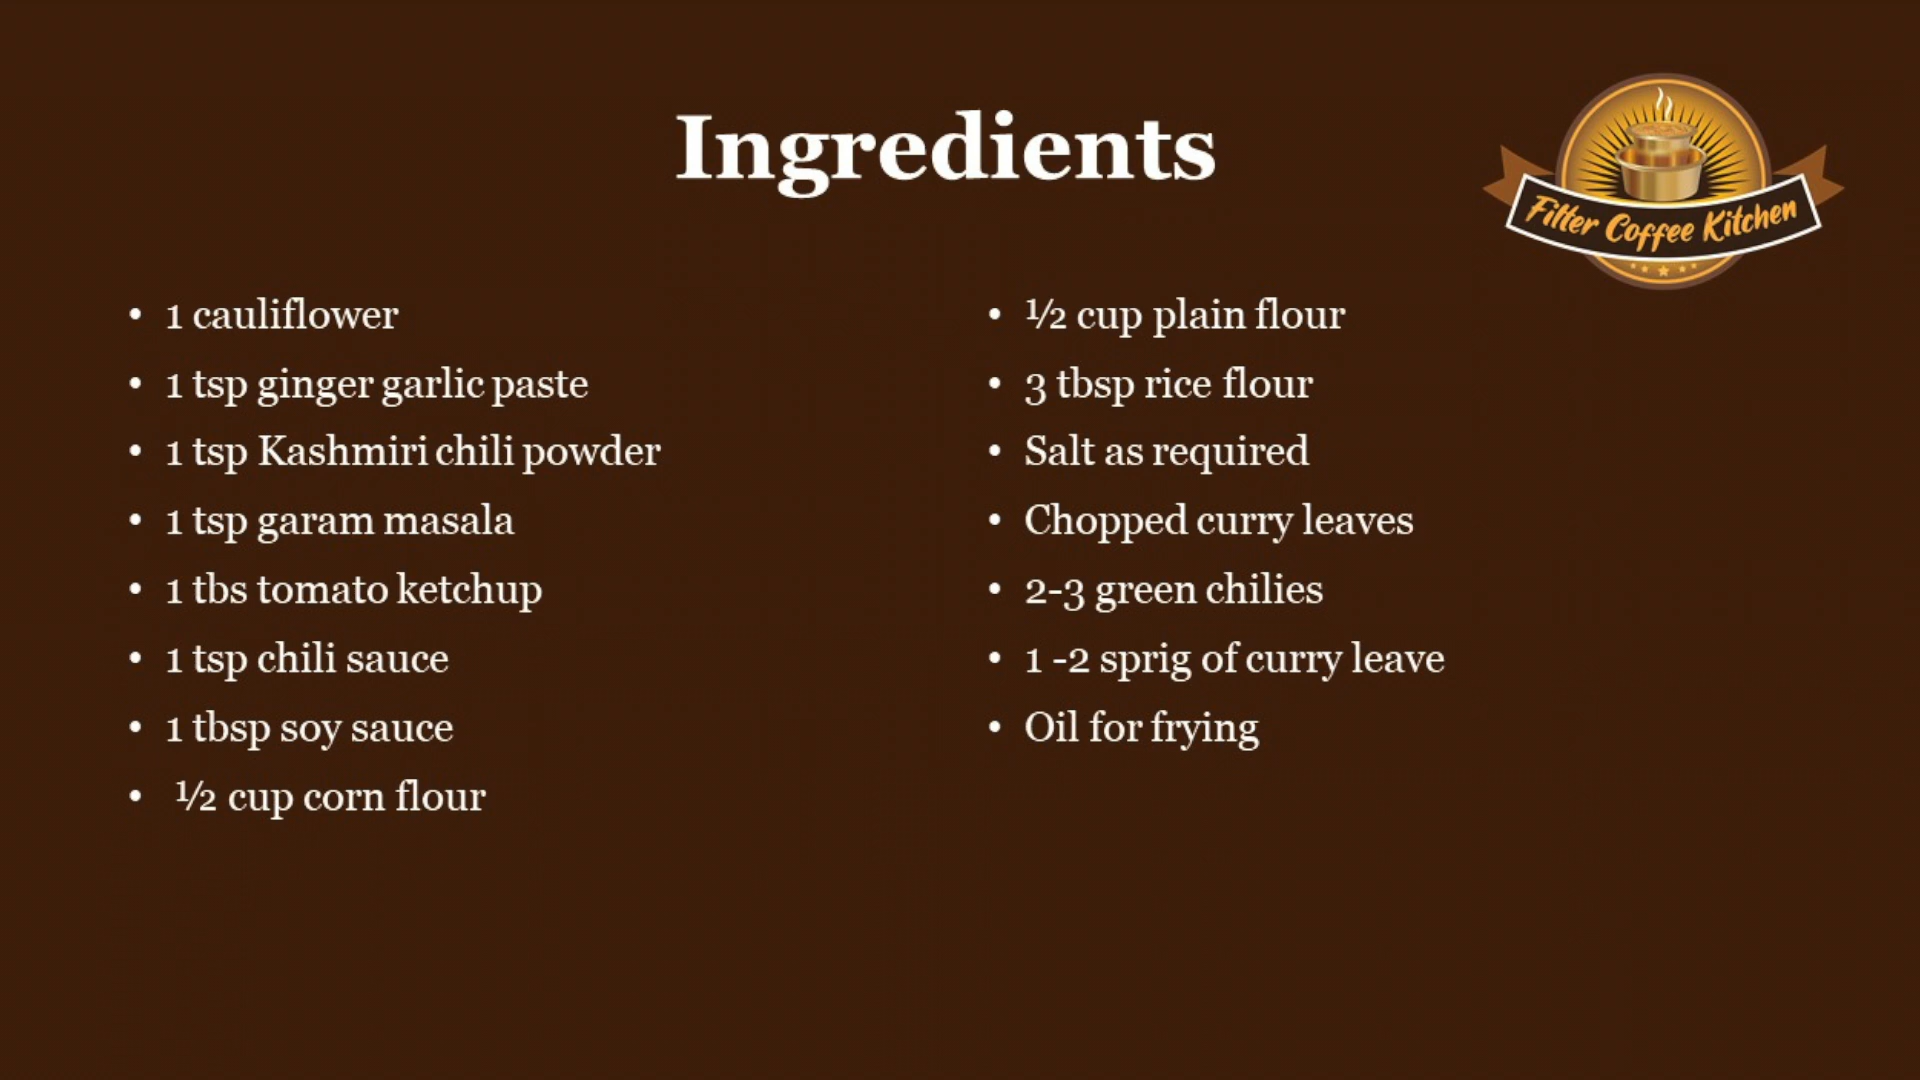 Ingredients
Filter Coffee Kitchen
• 1 cauliflower
• 1 tsp ginger garlic paste
• 1 tsp Kashmiri chili powder
• 1 tsp garam masala
• 1 tbs tomato ketchup
• 1 tsp chili sauce
• 1 tbsp soy sauce
• ½ cup corn flour
• ½ cup plain flour
• 3 tbsp rice flour
• Salt as required
• Chopped curry leaves
• 2-3 green chilies
• 1 -2 sprig of curry leave
• Oil for frying